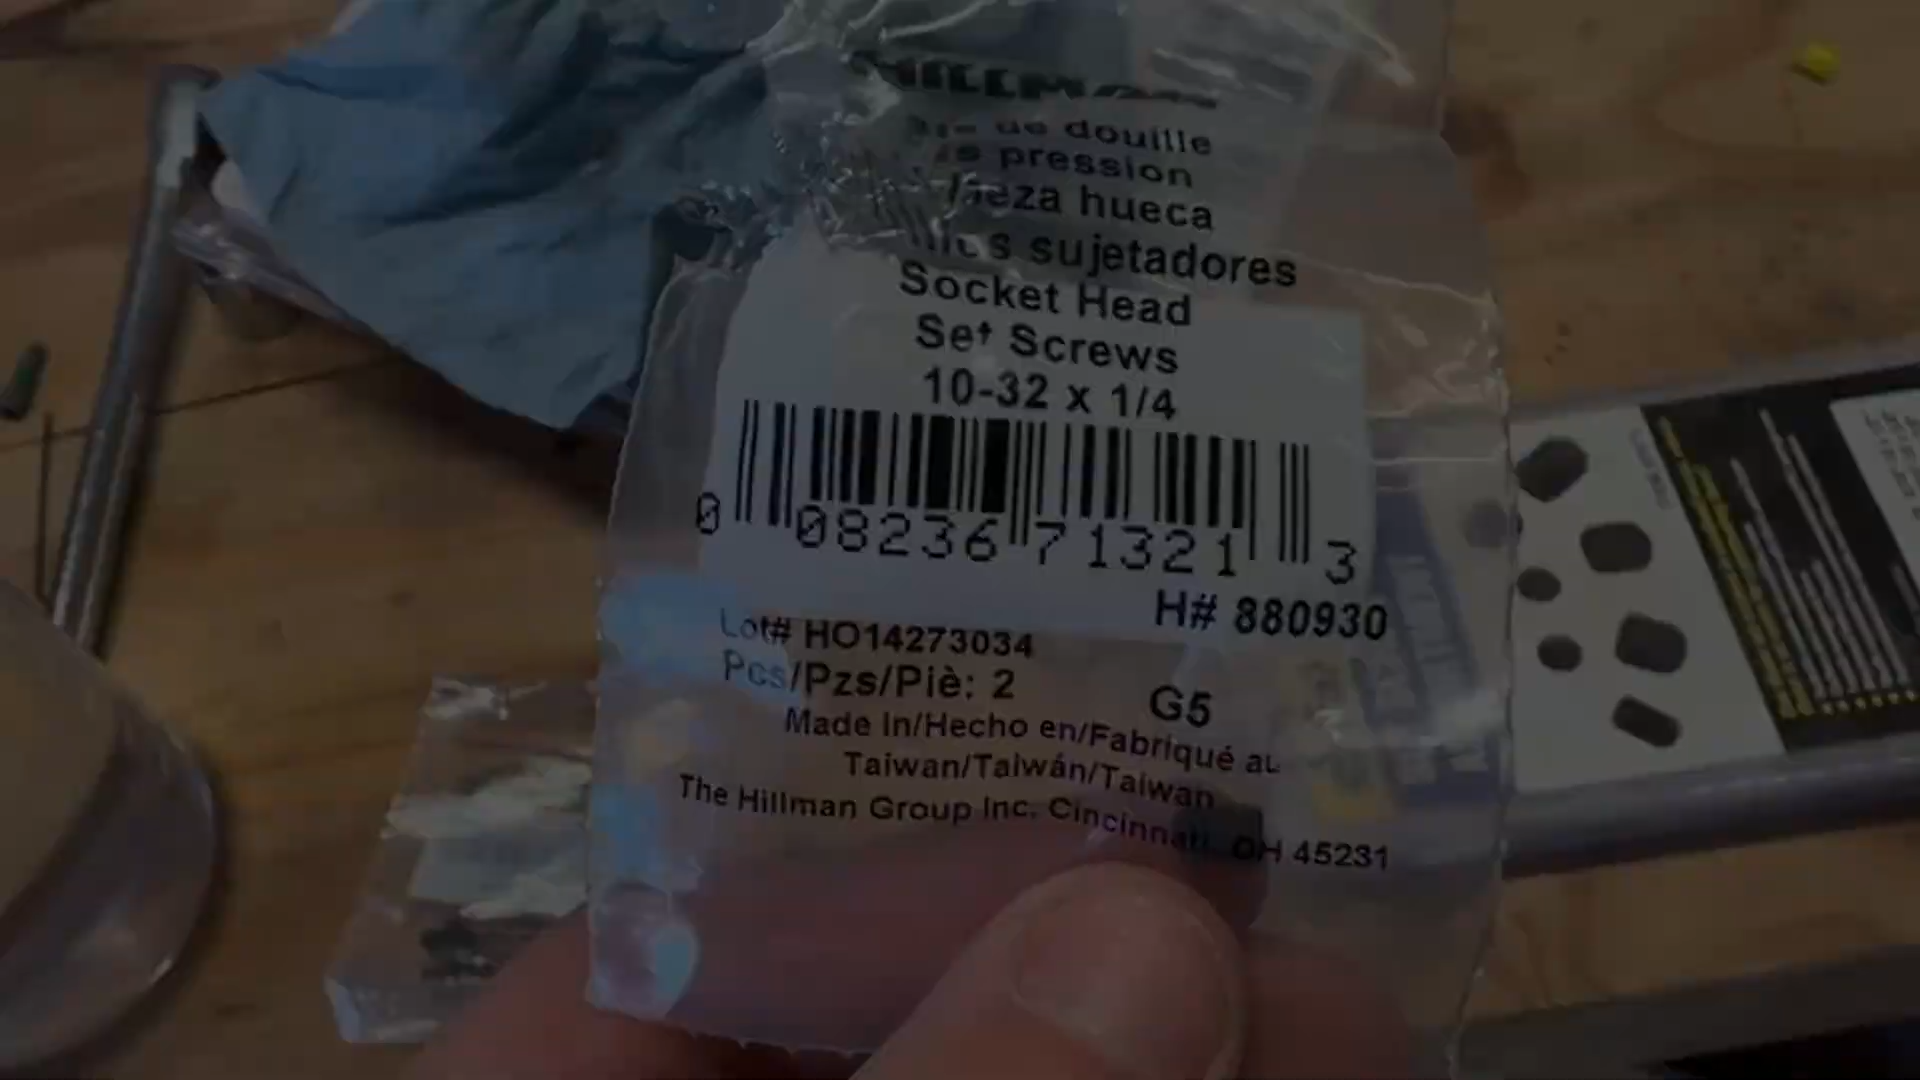 HILLMAN
de douille
pression
hueca
sujetadores
Socket Head
Set Screws
10-32 x 1/4
0 08236 71321 3
H# 880930
Lot# HO14273034
Pcs/Pzs/Piè: 2
G5
Made In/Hecho en/Fabriqué au
Taiwan/Taiwán/Taiwan
The Hillman Group Inc. Cincinnati, OH 45231